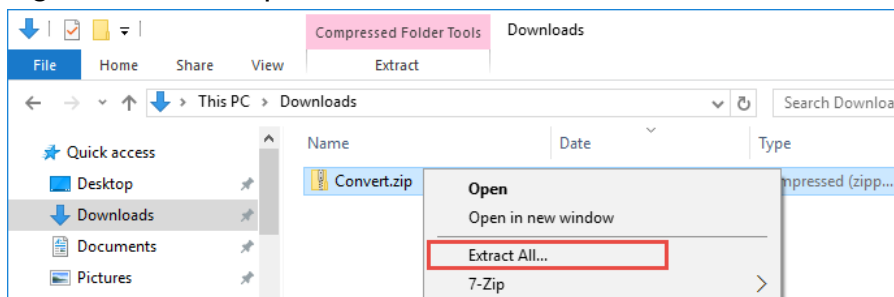 Compressed Folder Tools Downloads
File Home Share View Extract
This PC Downloads
Search Downloa
Quick access
Name Date Type
Desktop
Convert.zip
Open
mpressed (zipp...
Downloads
Open in new window
Documents
Extract All...
Pictures
7-Zip